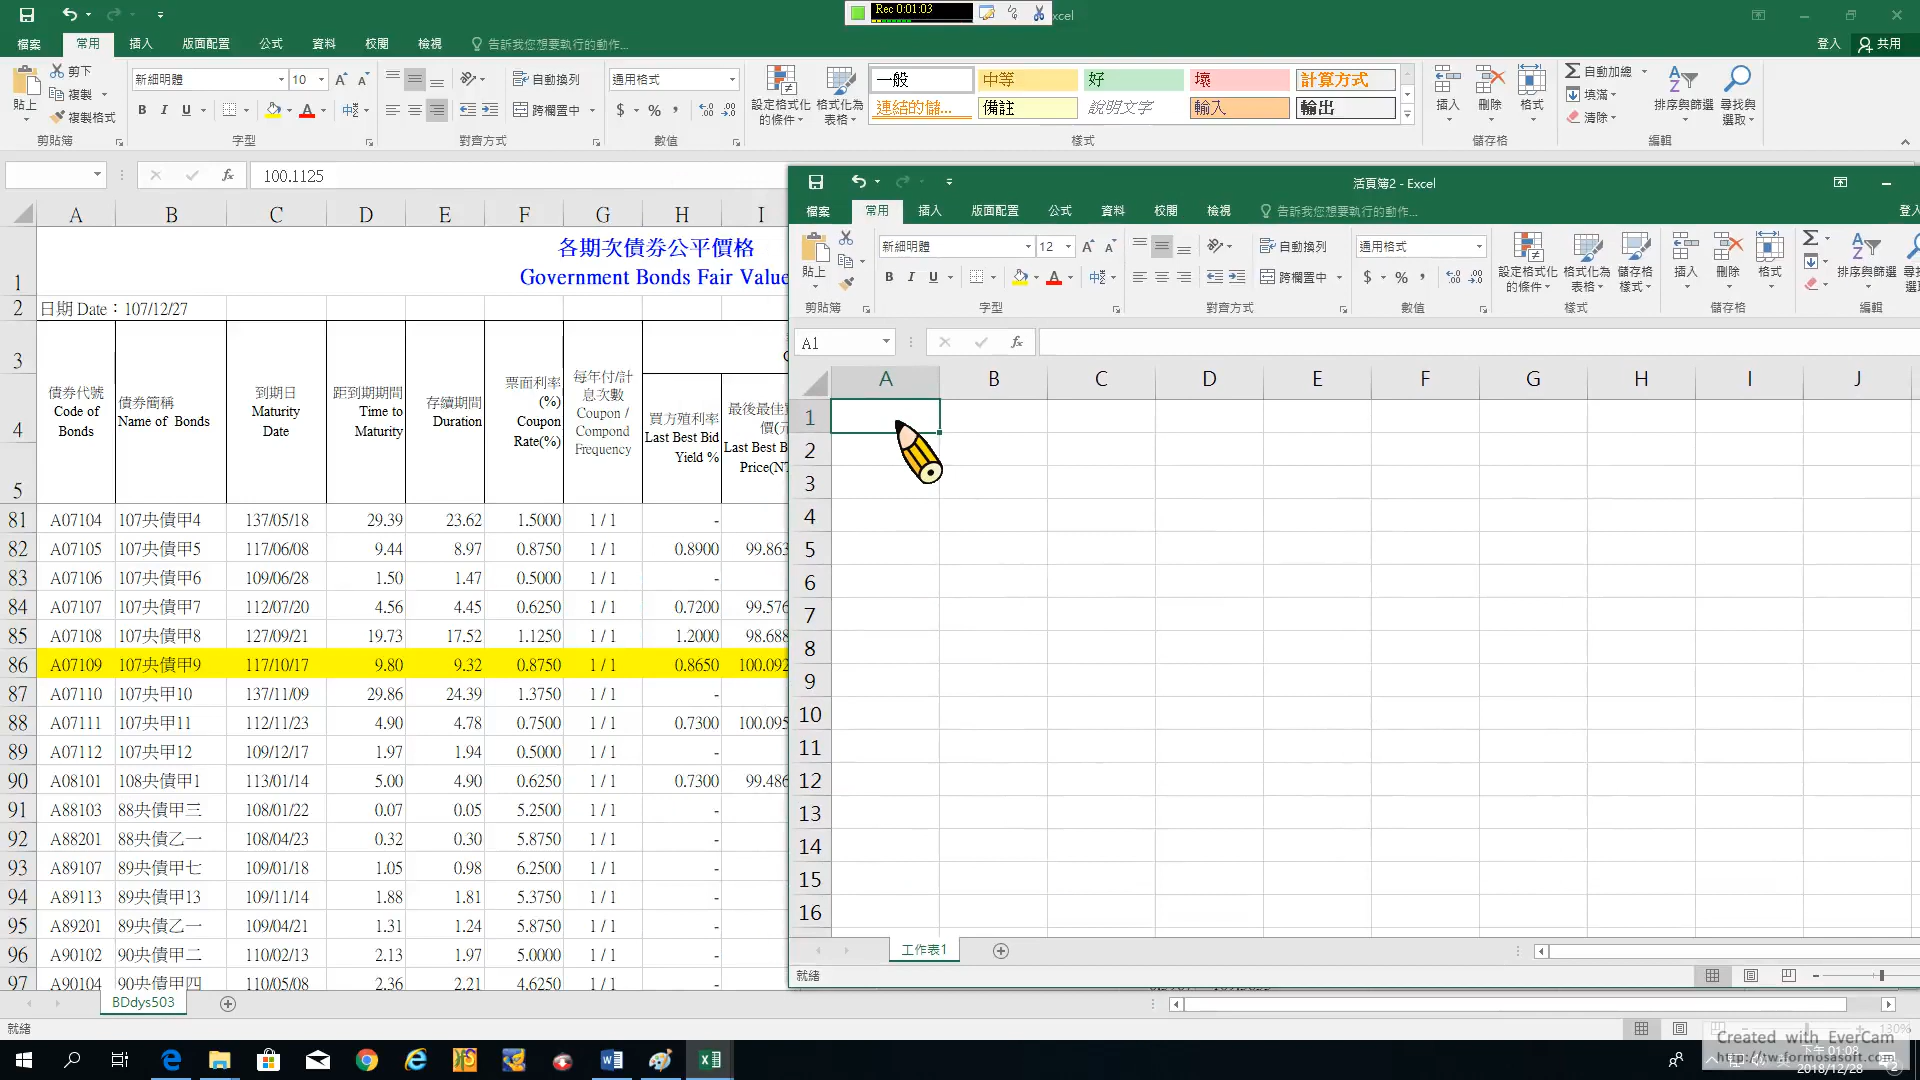 Rec 0:01:03
xcel
檔案 常用 插入 版面配置 公式 資料 校閱 檢視 告訴我您想要執行的動作... 登入 共用
貼上 剪下 複製 複製格式 剪貼簿
新細明體 10 B I U A 中 字型
自動換列 跨欄置中 對齊方式
通用格式 $ % , 數值
設定格式化的條件 格式化為表格
一般 中等 好 壞 計算方式
連結的儲... 備註 說明文字 輸入 輸出
樣式
插入 刪除 格式 儲存格
自動加總 填滿 清除 排序與篩選 尋找與選取 編輯
fx 100.1125
A B C D E F G H I
1 各期次債券公平價格
Government Bonds Fair Value
2 日期 Date：107/12/27
3
4
5
債券代號 Code of Bonds
債券簡稱 Name of Bonds
到期日 Maturity Date
距到期期間 Time to Maturity
存續期間 Duration
票面利率(%) Coupon Rate(%)
每年付/計息次數 Coupon / Compond Frequency
買方殖利率 Last Best Bid Yield %
最後最佳
價(
Last Best B
Price(NT
81 A07104 107央債甲4 137/05/18 29.39 23.62 1.5000 1 / 1 -
82 A07105 107央債甲5 117/06/08 9.44 8.97 0.8750 1 / 1 0.8900 99.863
83 A07106 107央債甲6 109/06/28 1.50 1.47 0.5000 1 / 1 -
84 A07107 107央債甲7 112/07/20 4.56 4.45 0.6250 1 / 1 0.7200 99.576
85 A07108 107央債甲8 127/09/21 19.73 17.52 1.1250 1 / 1 1.2000 98.688
86 A07109 107央債甲9 117/10/17 9.80 9.32 0.8750 1 / 1 0.8650 100.092
87 A07110 107央甲10 137/11/09 29.86 24.39 1.3750 1 / 1 -
88 A07111 107央甲11 112/11/23 4.90 4.78 0.7500 1 / 1 0.7300 100.095
89 A07112 107央甲12 109/12/17 1.97 1.94 0.5000 1 / 1 -
90 A08101 108央債甲1 113/01/14 5.00 4.90 0.6250 1 / 1 0.7300 99.486
91 A88103 88央債甲三 108/01/22 0.07 0.05 5.2500 1 / 1 -
92 A88201 88央債乙一 108/04/23 0.32 0.30 5.8750 1 / 1 -
93 A89107 89央債甲七 109/01/18 1.05 0.98 6.2500 1 / 1 -
94 A89113 89央債甲13 109/11/14 1.88 1.81 5.3750 1 / 1 -
95 A89201 89央債乙一 109/04/21 1.31 1.24 5.8750 1 / 1 -
96 A90102 90央債甲二 110/02/13 2.13 1.97 5.0000 1 / 1 -
97 A90104 90央債甲四 110/05/08 2.36 2.21 4.6250 1 / 1 -
BDdys503
就緒
活頁簿2 - Excel
檔案 常用 插入 版面配置 公式 資料 校閱 檢視 告訴我您想要執行的動作... 登入
貼上 剪貼簿
新細明體 12 B I U A 中 字型
自動換列 跨欄置中 對齊方式
通用格式 $ % , 數值
設定格式化的條件 格式化為表格 儲存格樣式 樣式
插入 刪除 格式 儲存格
排序與篩選 編輯
A1 fx
A B C D E F G H I J
1
2
3
4
5
6
7
8
9
10
11
12
13
14
15
16
工作表1
就緒
130%
Created with EverCam
http://tw.formosasoft.com
下午 01:08
2018/12/28